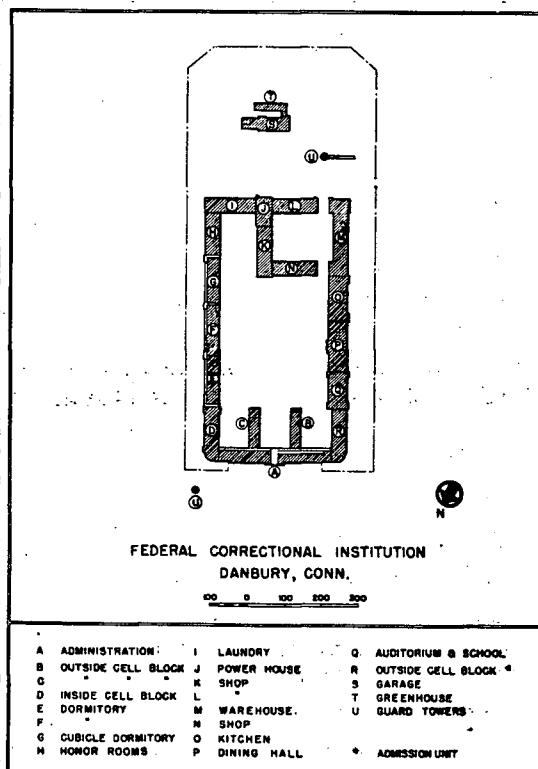 T
S
U
I J L
H
K
N
G
O
F
P
C B
D R
A
U
N
FEDERAL CORRECTIONAL INSTITUTION
DANBURY, CONN.
100 0 100 200 300
A ADMINISTRATION
B OUTSIDE CELL BLOCK
C " " "
D INSIDE CELL BLOCK
E DORMITORY
F "
G CUBICLE DORMITORY
H HONOR ROOMS
I LAUNDRY
J POWER HOUSE
K SHOP
L "
M WAREHOUSE
N SHOP
O KITCHEN
P DINING HALL
Q AUDITORIUM & SCHOOL
R OUTSIDE CELL BLOCK *
S GARAGE
T GREENHOUSE
U GUARD TOWERS
* ADMISSION UNIT